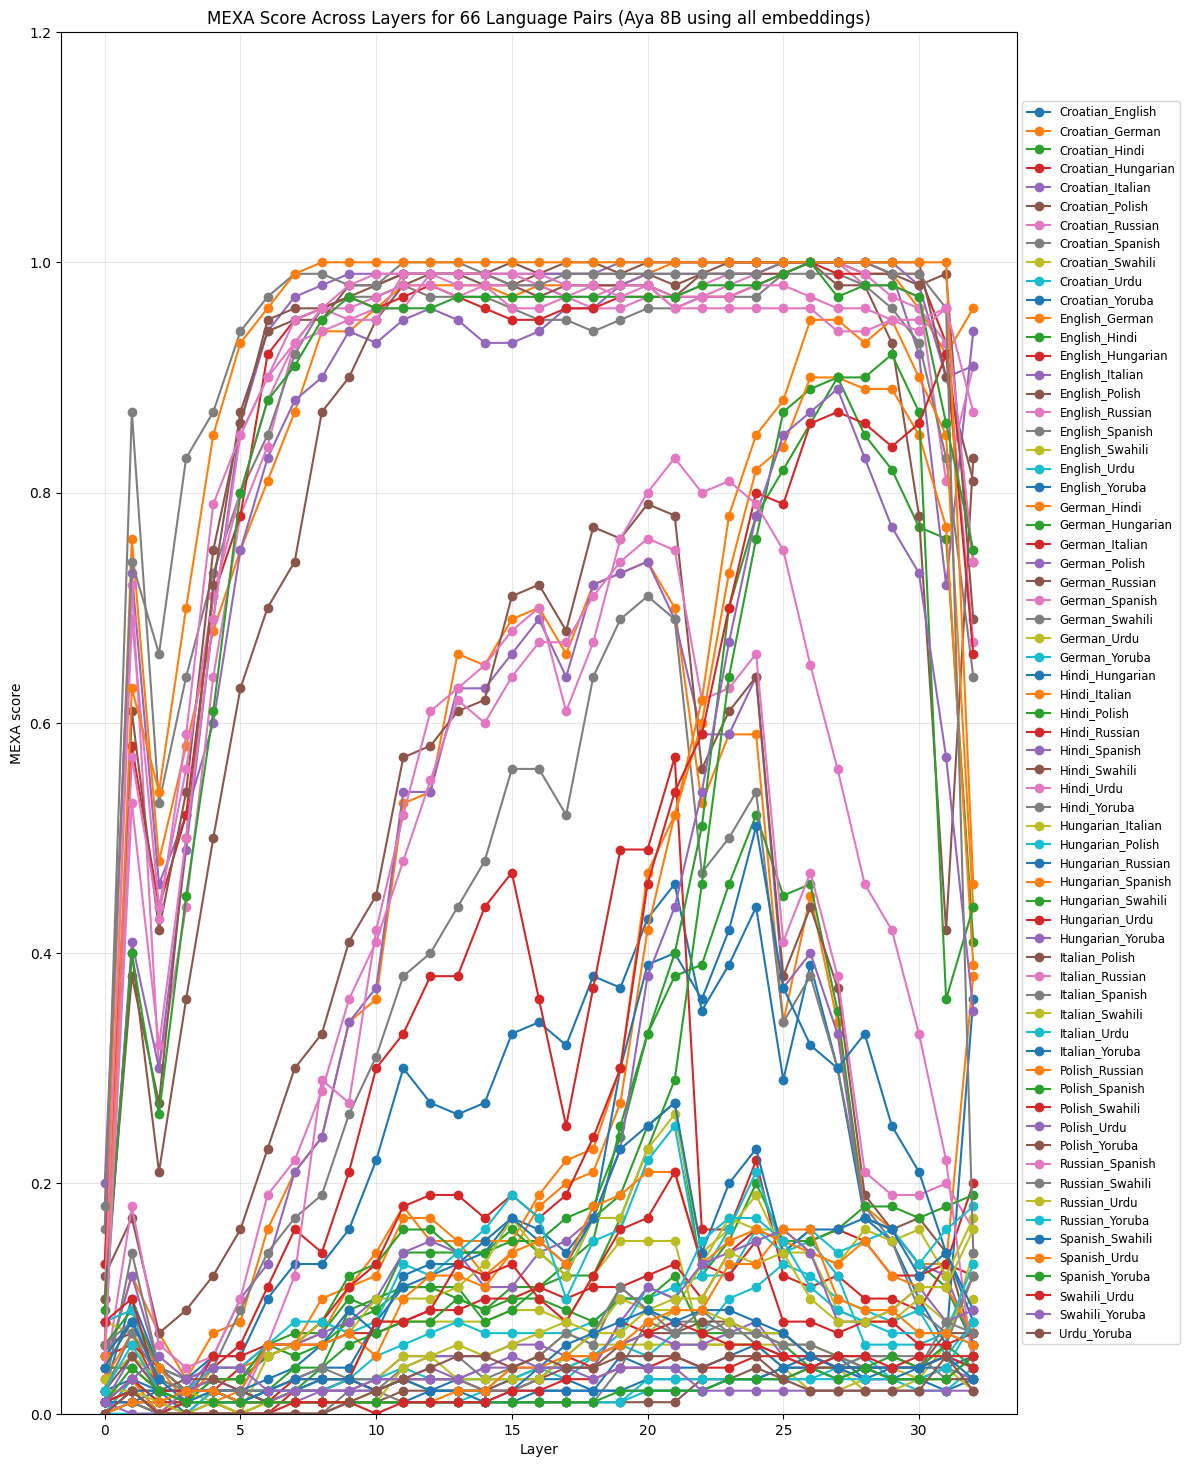 MEXA Score Across Layers for 66 Language Pairs (Aya 8B using all embeddings)
MEXA score
1.2
1.0
0.8
0.6
0.4
0.2
0.0
0
5
10
15
20
25
30
Layer
Croatian_English
Croatian_German
Croatian_Hindi
Croatian_Hungarian
Croatian_Italian
Croatian_Polish
Croatian_Russian
Croatian_Spanish
Croatian_Swahili
Croatian_Urdu
Croatian_Yoruba
English_German
English_Hindi
English_Hungarian
English_Italian
English_Polish
English_Russian
English_Spanish
English_Swahili
English_Urdu
English_Yoruba
German_Hindi
German_Hungarian
German_Italian
German_Polish
German_Russian
German_Spanish
German_Swahili
German_Urdu
German_Yoruba
Hindi_Hungarian
Hindi_Italian
Hindi_Polish
Hindi_Russian
Hindi_Spanish
Hindi_Swahili
Hindi_Urdu
Hindi_Yoruba
Hungarian_Italian
Hungarian_Polish
Hungarian_Russian
Hungarian_Spanish
Hungarian_Swahili
Hungarian_Urdu
Hungarian_Yoruba
Italian_Polish
Italian_Russian
Italian_Spanish
Italian_Swahili
Italian_Urdu
Italian_Yoruba
Polish_Russian
Polish_Spanish
Polish_Swahili
Polish_Urdu
Polish_Yoruba
Russian_Spanish
Russian_Swahili
Russian_Urdu
Russian_Yoruba
Spanish_Swahili
Spanish_Urdu
Spanish_Yoruba
Swahili_Urdu
Swahili_Yoruba
Urdu_Yoruba